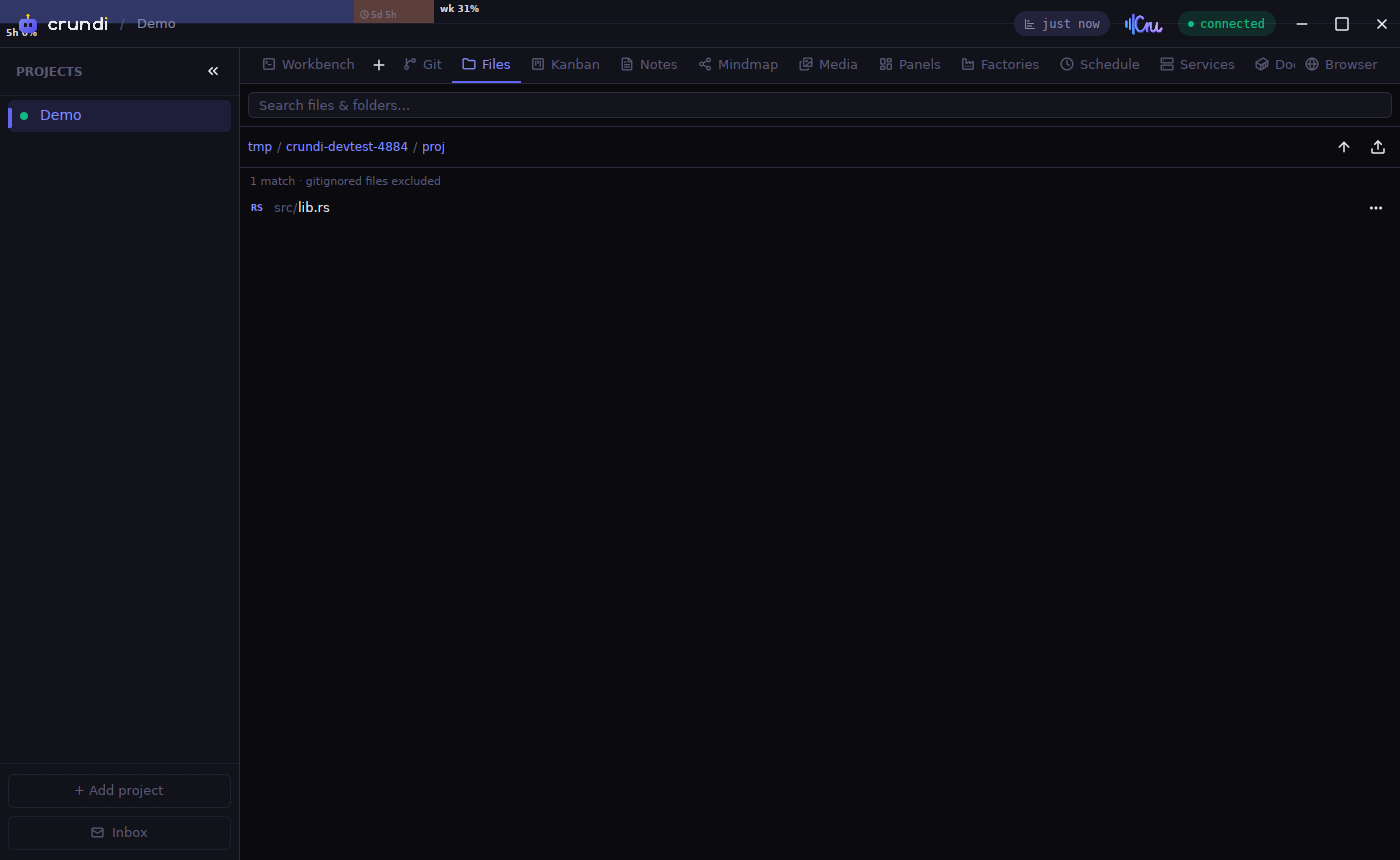 5d 5h
wk 31%
crundi / Demo
just now
Cru
connected
PROJECTS
Workbench
Git
Files
Kanban
Notes
Mindmap
Media
Panels
Factories
Schedule
Services
Browser
Demo
Search files & folders...
tmp / crundi-devtest-4884 / proj
1 match · gitignored files excluded
RS src/lib.rs
+ Add project
Inbox